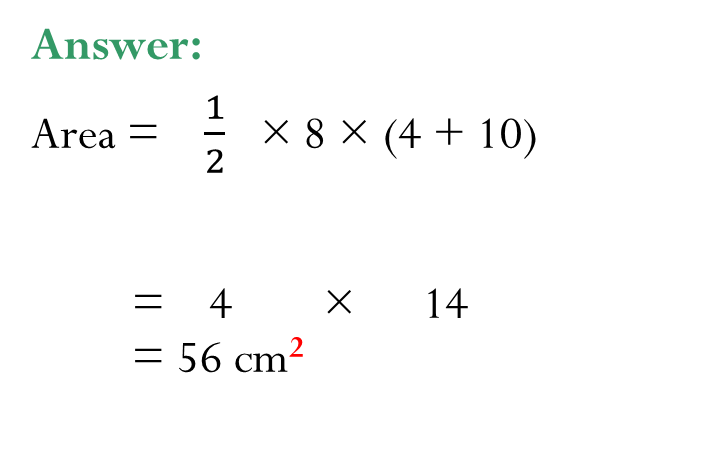 Answer:
Area = 1/2 × 8 × (4 + 10)
= 4 × 14
= 56 cm²